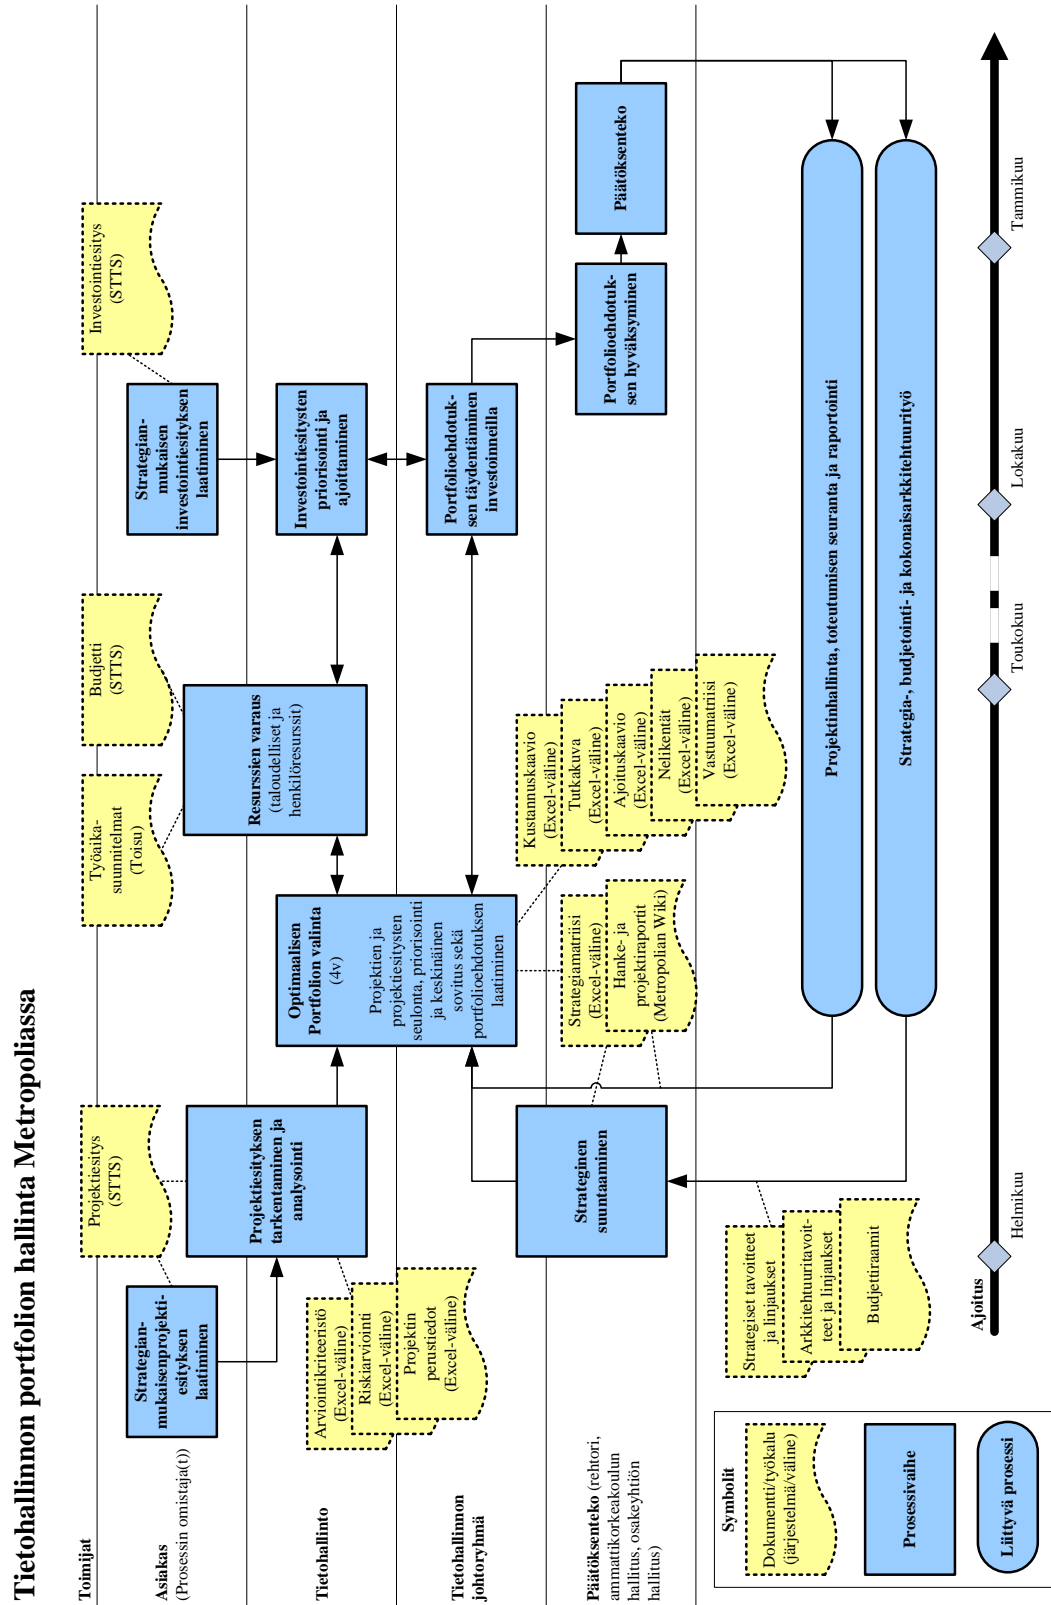 Tietohallinnon portfolion hallinta Metropoliassa
Toimijat
Asiakas
(Prosessin omistaja(t))
Tietohallinto
Tietohallinnon
johtoryhmä
Päätöksenteko (rehtori,
ammattikorkeakoulun
hallitus, osakeyhtiön
hallitus)
Projektiesitys
(STTS)
Työaika-
suunnitelmat
(Toisu)
Budjetti
(STTS)
Investointiesitys
(STTS)
Strategian-
mukaisenprojekti-
esityksen
laatiminen
Strategian-
mukaisen
investointiesityksen
laatiminen
Projektiesityksen
tarkentaminen ja
analysointi
Resurssien varaus
(taloudelliset ja
henkilöresurssit)
Investointiesitysten
priorisointi ja
ajoittaminen
Arviointikriteeristö
(Excel-väline)
Riskiarviointi
(Excel-väline)
Projektin
perustiedot
(Excel-väline)
Optimaalisen
Portfolion valinta
(4v)
Projektien ja
projektiesitysten
seulonta, priorisointi
ja keskinäinen
sovitus sekä
portfolioehdotuksen
laatiminen
Portfolioehdotuk-
sen täydentäminen
investoinneilla
Strateginen
suuntaaminen
Strategiamatriisi
(Excel-väline)
Hanke- ja
projektiraportit
(Metropolian Wiki)
Kustannuskaavio
(Excel-väline)
Tutkakuva
(Excel-väline)
Ajoituskaavio
(Excel-väline)
Nelikentät
(Excel-väline)
Vastuumatriisi
(Excel-väline)
Portfolioehdotuk-
sen hyväksyminen
Päätöksenteko
Strategiset tavoitteet
ja linjaukset
Arkkitehtuuritavoit-
teet ja linjaukset
Budjettiraamit
Projektinhallinta, toteutumisen seuranta ja raportointi
Strategia-, budjetointi- ja kokonaisarkkitehtuurityö
Ajoitus
Helmikuu
Toukokuu
Lokakuu
Tammikuu
Symbolit
Dokumentti/työkalu
(järjestelmä/väline)
Prosessivaihe
Liittyvä prosessi